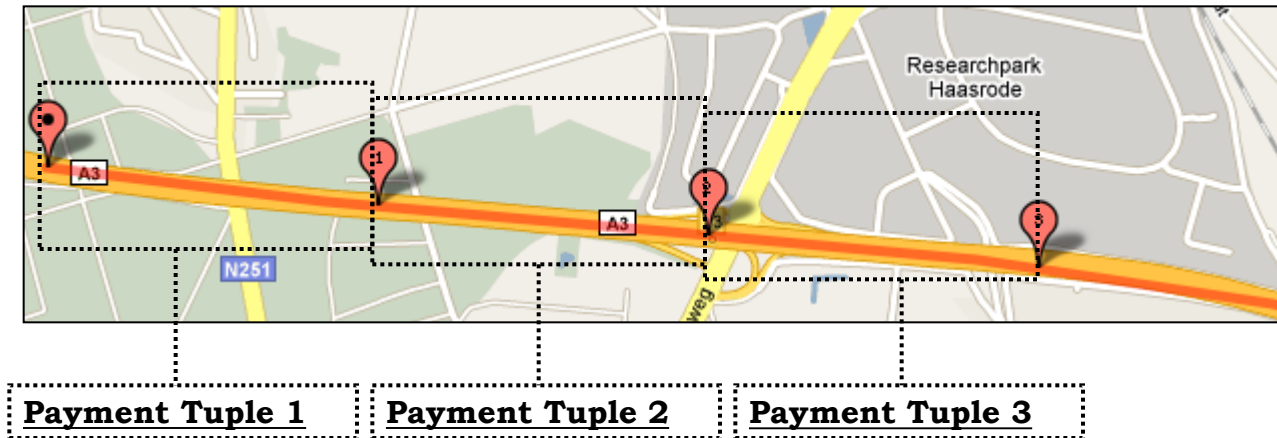 Researchpark
Haasrode
1
A3
A3
3
N251
weg
Payment Tuple 1
Payment Tuple 2
Payment Tuple 3